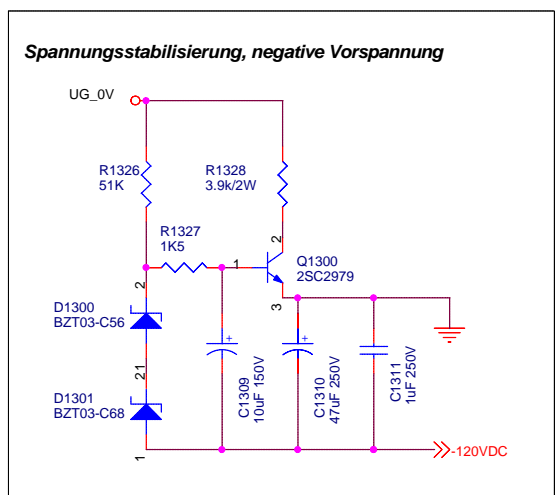 Spannungsstabilisierung, negative Vorspannung
UG_0V
R1326
51K
R1328
3.9k/2W
R1327
1K5
2
1
Q1300
2SC2979
2
3
D1300
BZT03-C56
21
D1301
BZT03-C68
1
C1309
10uF 150V
C1310
47uF 250V
C1311
1uF 250V
-120VDC